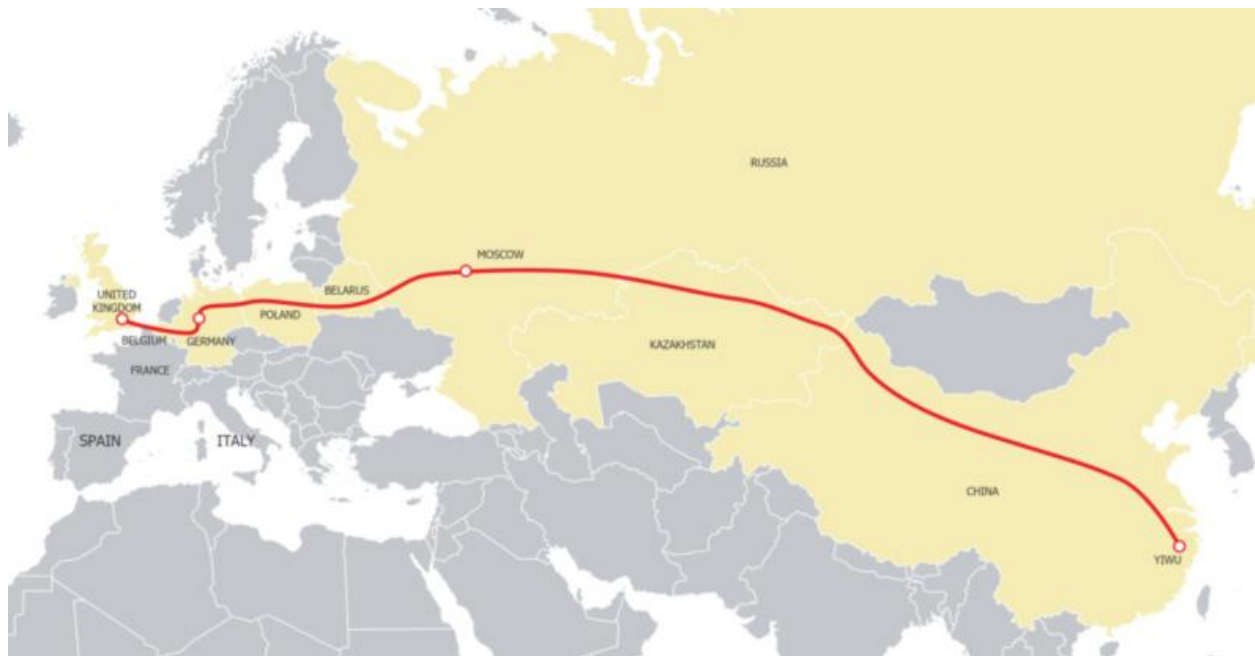 RUSSIA
MOSCOW
UNITED
KINGDOM
BELARUS
POLAND
BELGIUM
GERMANY
KAZAKHSTAN
FRANCE
SPAIN
ITALY
CHINA
YIWU